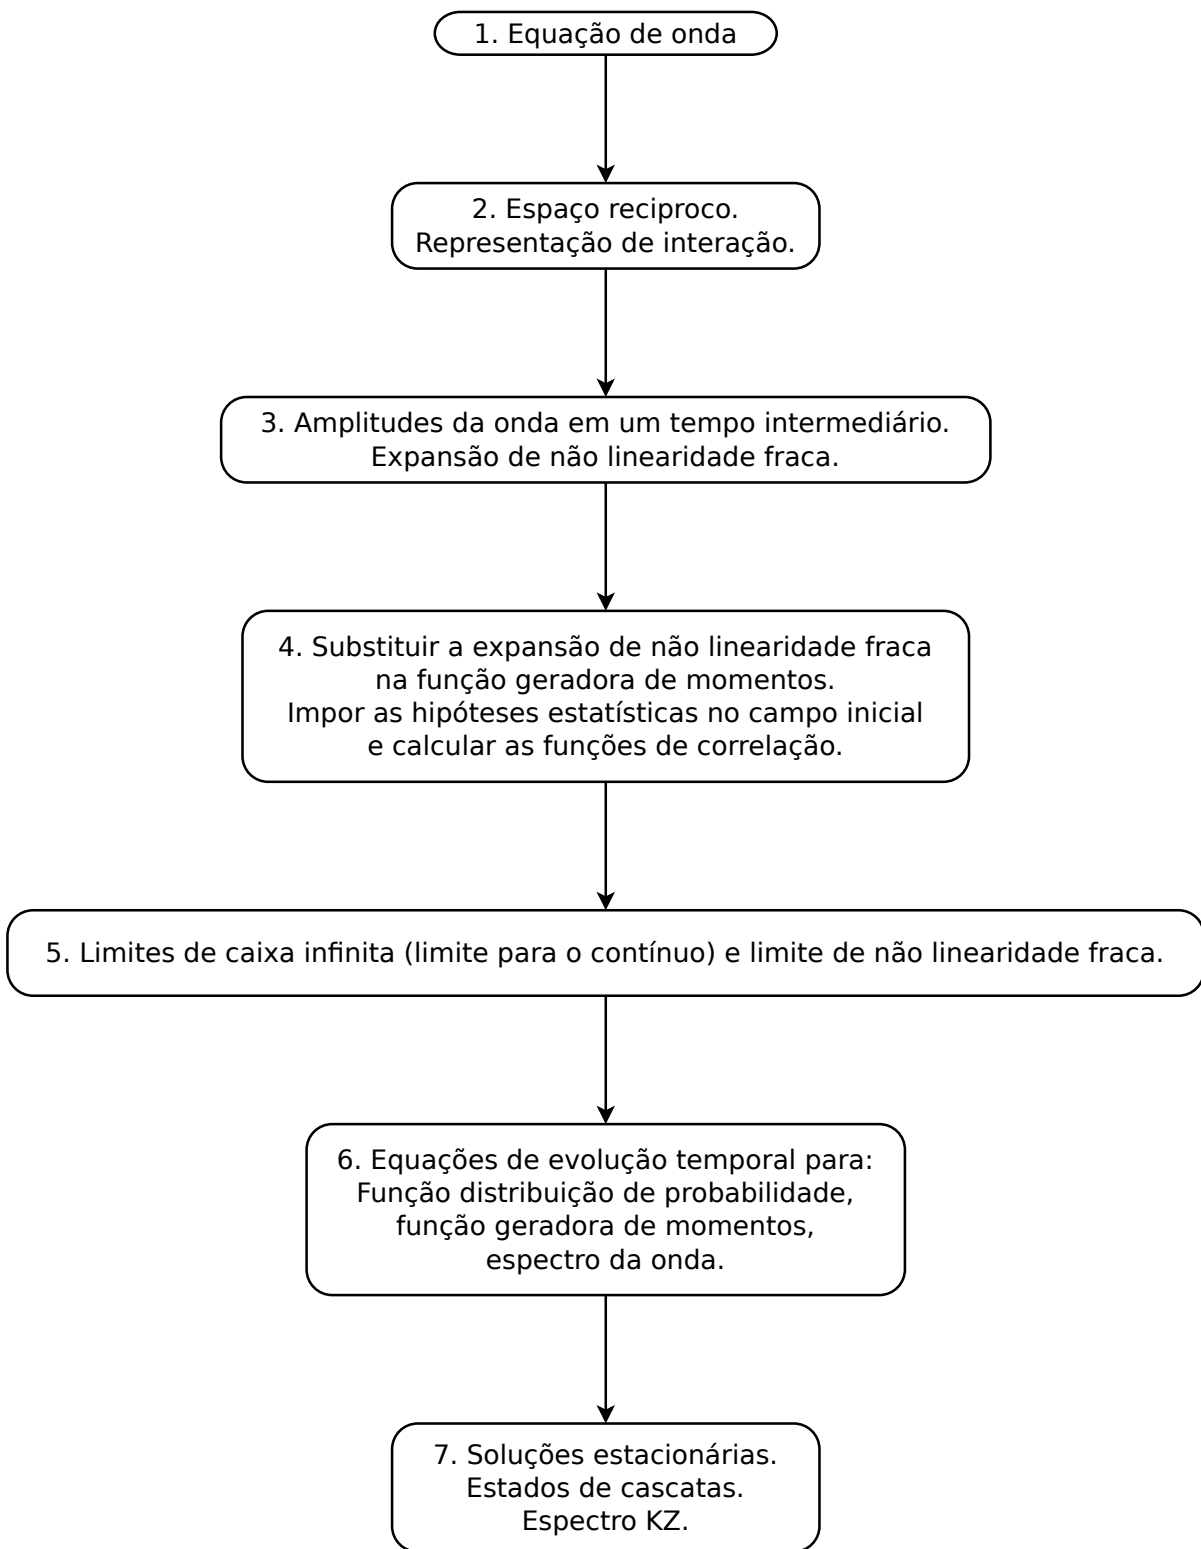 1. Equação de onda
2. Espaço reciproco.
Representação de interação.
3. Amplitudes da onda em um tempo intermediário.
Expansão de não linearidade fraca.
4. Substituir a expansão de não linearidade fraca
na função geradora de momentos.
Impor as hipóteses estatísticas no campo inicial
e calcular as funções de correlação.
5. Limites de caixa infinita (limite para o contínuo) e limite de não linearidade fraca.
6. Equações de evolução temporal para:
Função distribuição de probabilidade,
função geradora de momentos,
espectro da onda.
7. Soluções estacionárias.
Estados de cascatas.
Espectro KZ.